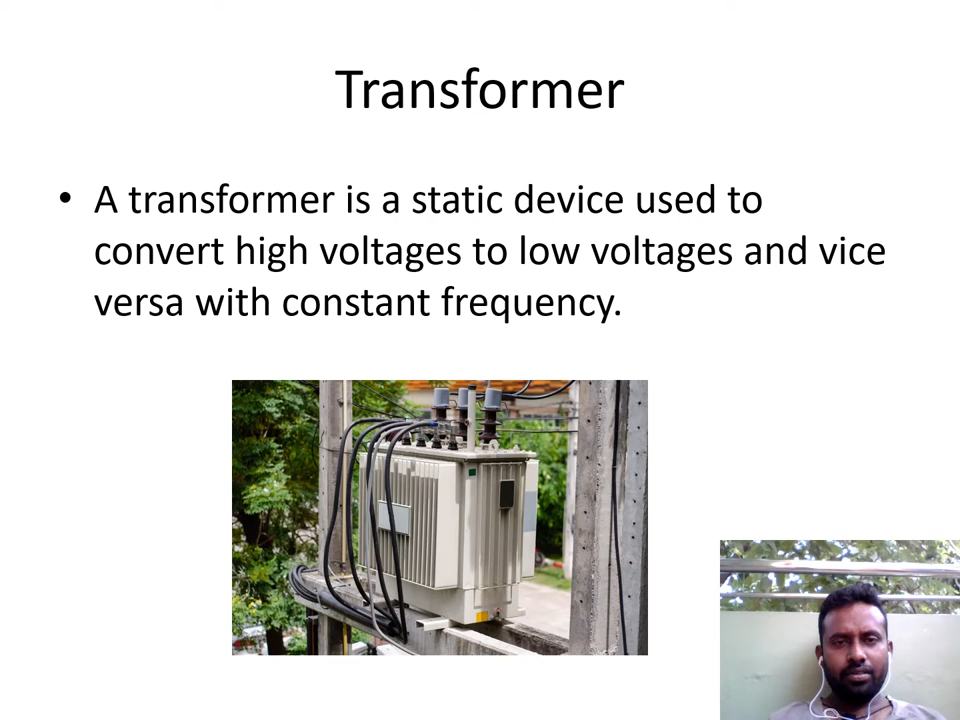 Transformer
• A transformer is a static device used to
convert high voltages to low voltages and vice
versa with constant frequency.